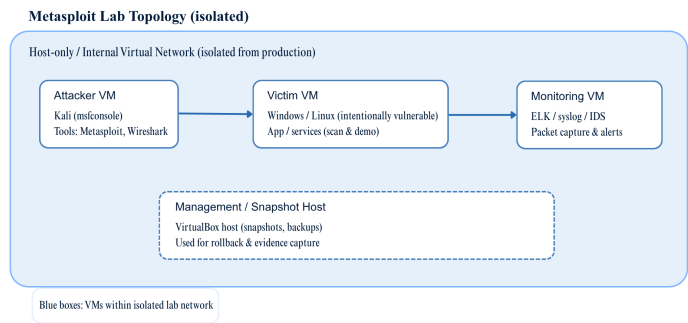 Metasploit Lab Topology (isolated)
Host-only / Internal Virtual Network (isolated from production)
Attacker VM
Kali (msfconsole)
Tools: Metasploit, Wireshark
Victim VM
Windows / Linux (intentionally vulnerable)
App / services (scan & demo)
Monitoring VM
ELK / syslog / IDS
Packet capture & alerts
Management / Snapshot Host
VirtualBox host (snapshots, backups)
Used for rollback & evidence capture
Blue boxes: VMs within isolated lab network